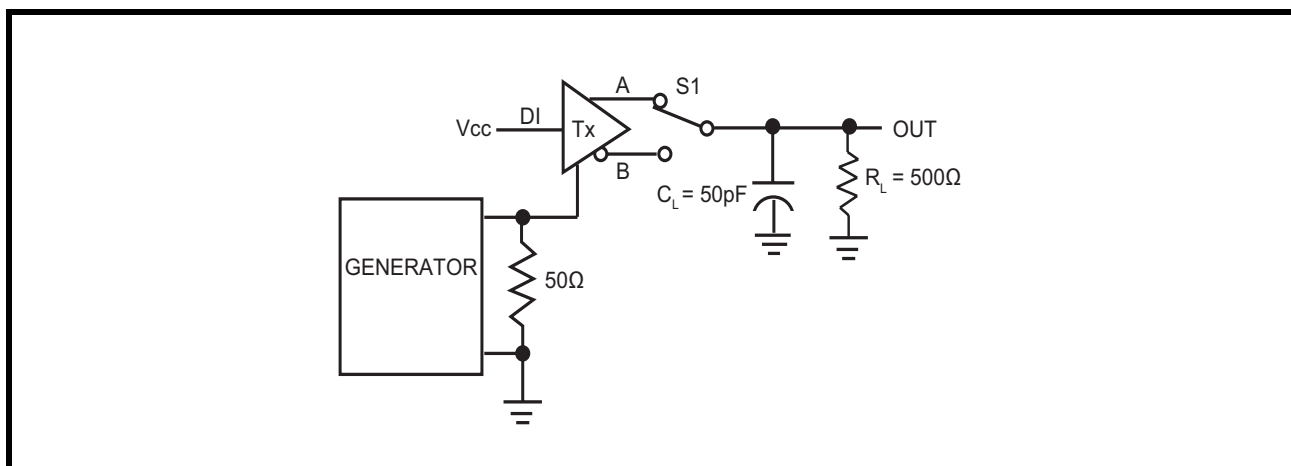 A
S1
DI
Vcc
Tx
OUT
B
C_L = 50pF
R_L = 500Ω
GENERATOR
50Ω